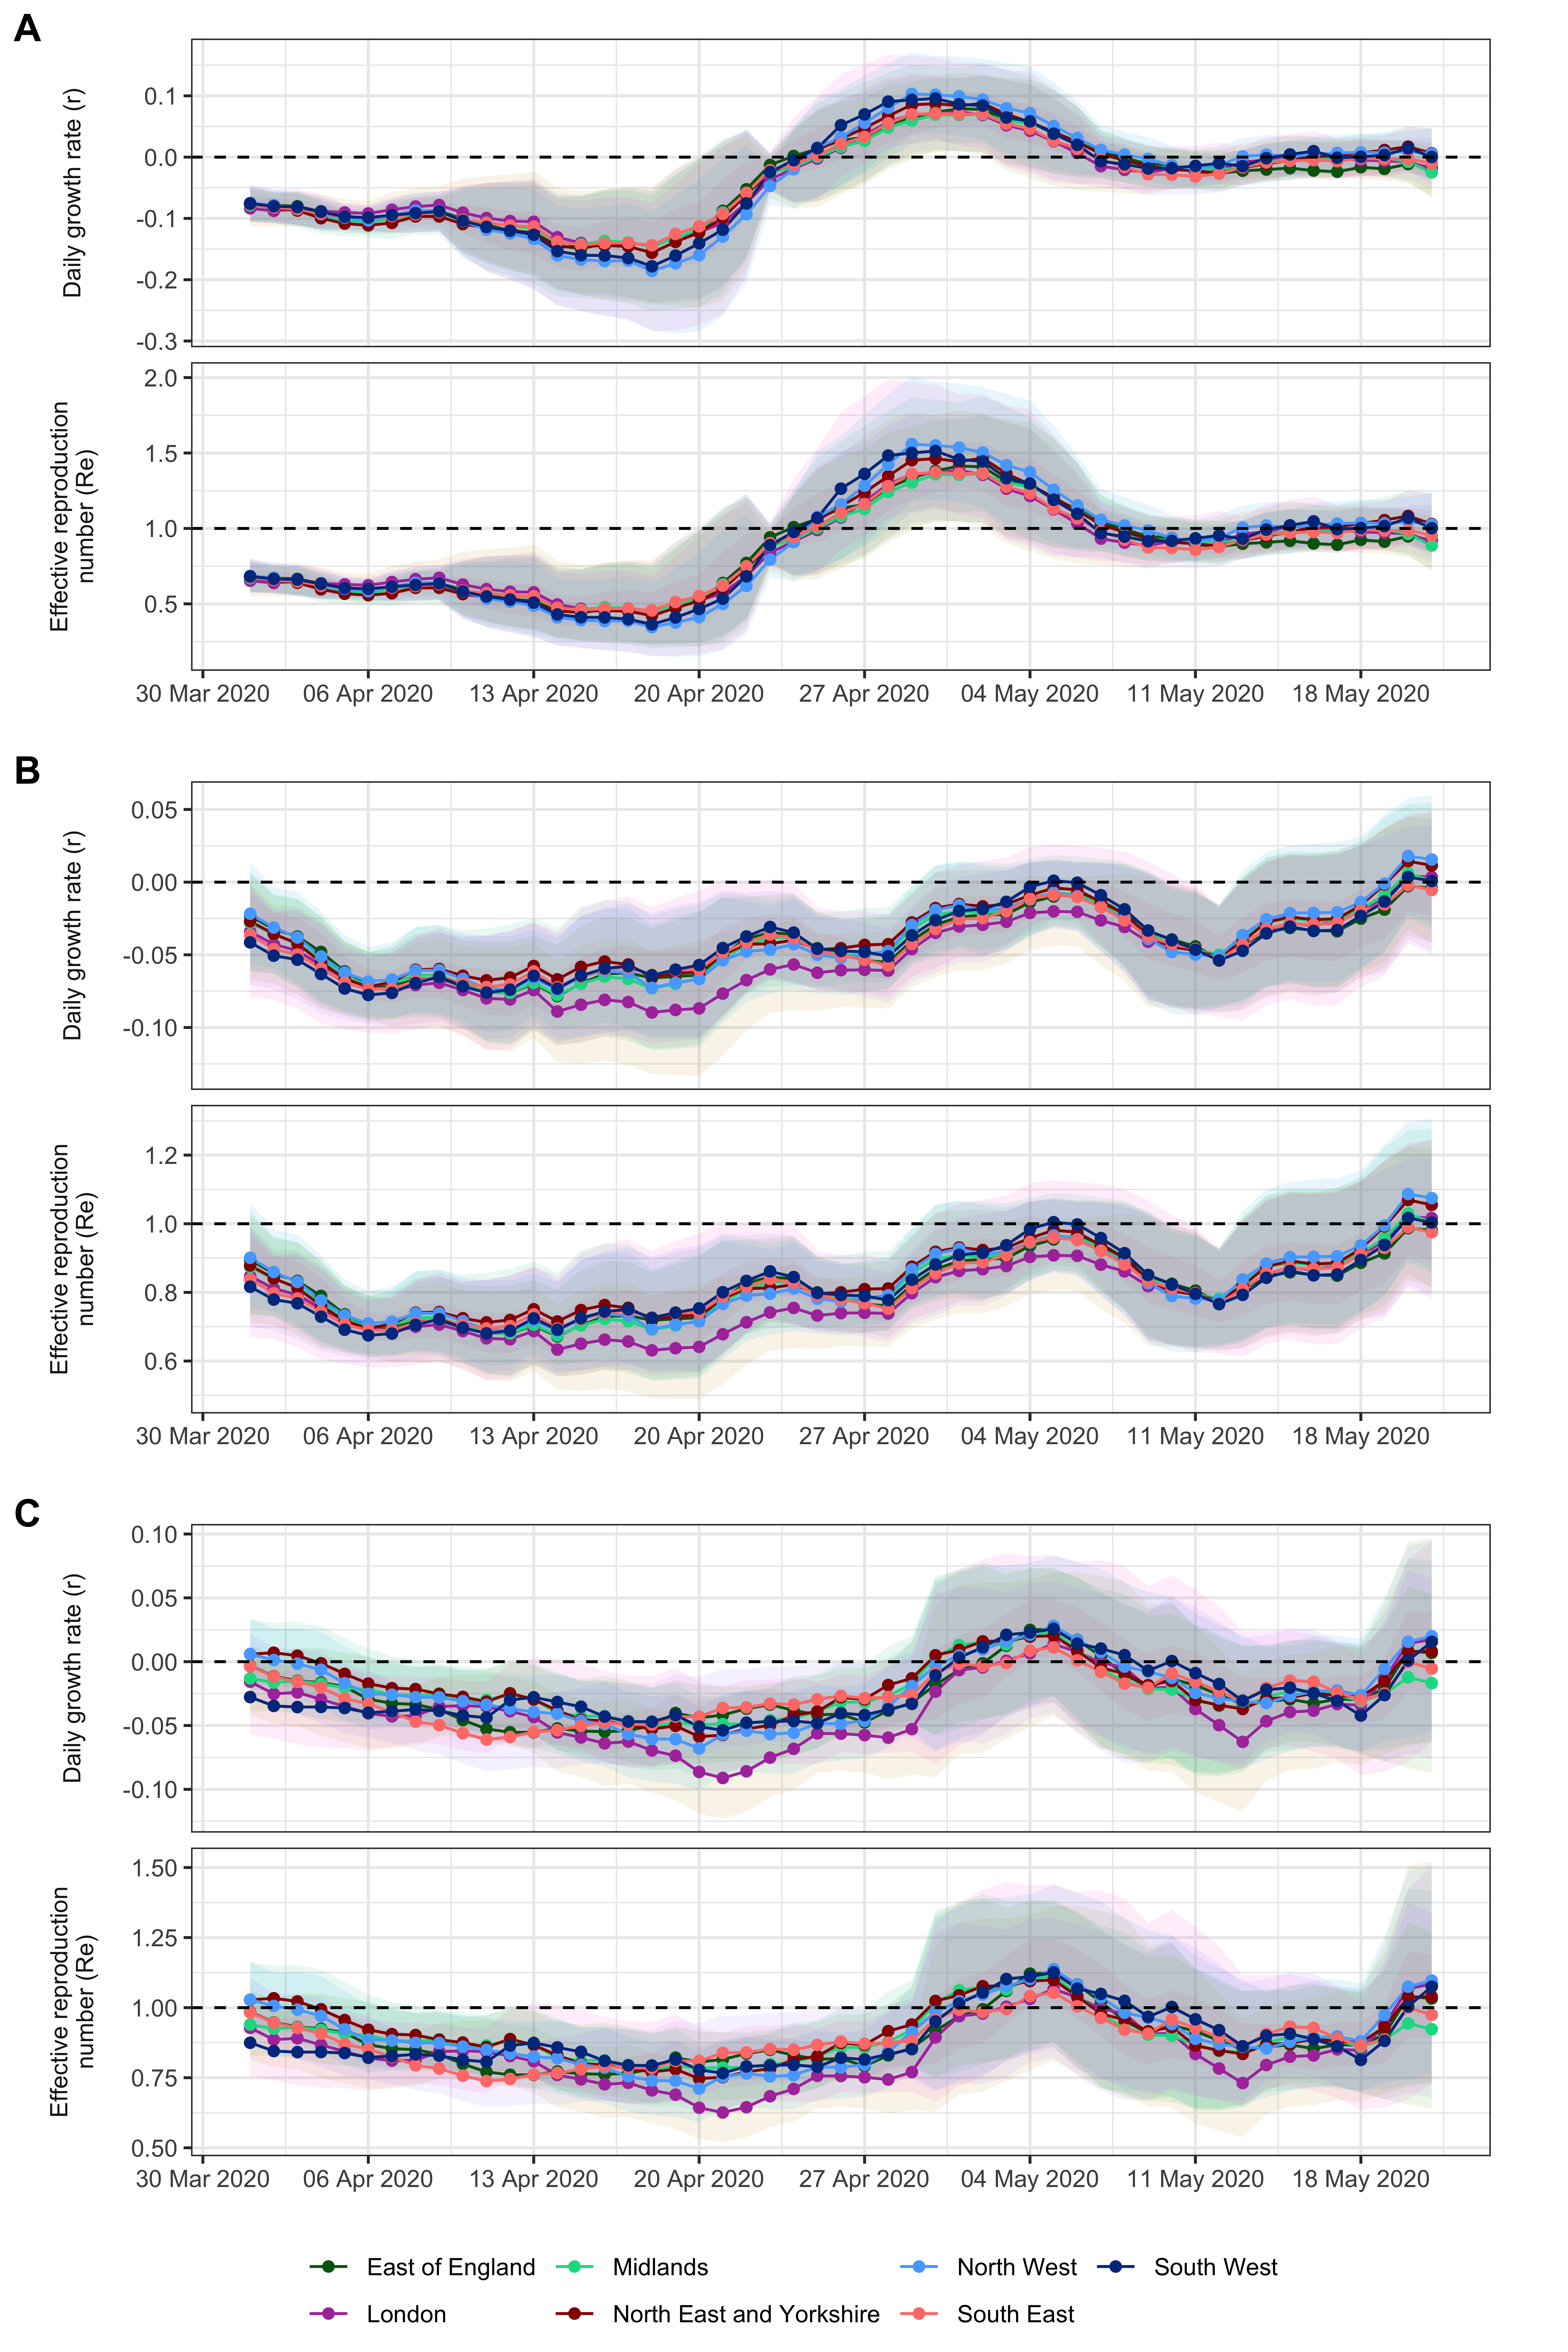 A
Daily growth rate (r)
0.1
0.0
-0.1
-0.2
-0.3
Effective reproduction
number (Re)
2.0
1.5
1.0
0.5
30 Mar 2020 06 Apr 2020 13 Apr 2020 20 Apr 2020 27 Apr 2020 04 May 2020 11 May 2020 18 May 2020
B
Daily growth rate (r)
0.05
0.00
-0.05
-0.10
Effective reproduction
number (Re)
1.2
1.0
0.8
0.6
30 Mar 2020 06 Apr 2020 13 Apr 2020 20 Apr 2020 27 Apr 2020 04 May 2020 11 May 2020 18 May 2020
C
Daily growth rate (r)
0.10
0.05
0.00
-0.05
-0.10
Effective reproduction
number (Re)
1.50
1.25
1.00
0.75
0.50
30 Mar 2020 06 Apr 2020 13 Apr 2020 20 Apr 2020 27 Apr 2020 04 May 2020 11 May 2020 18 May 2020
East of England Midlands North West South West
London North East and Yorkshire South East